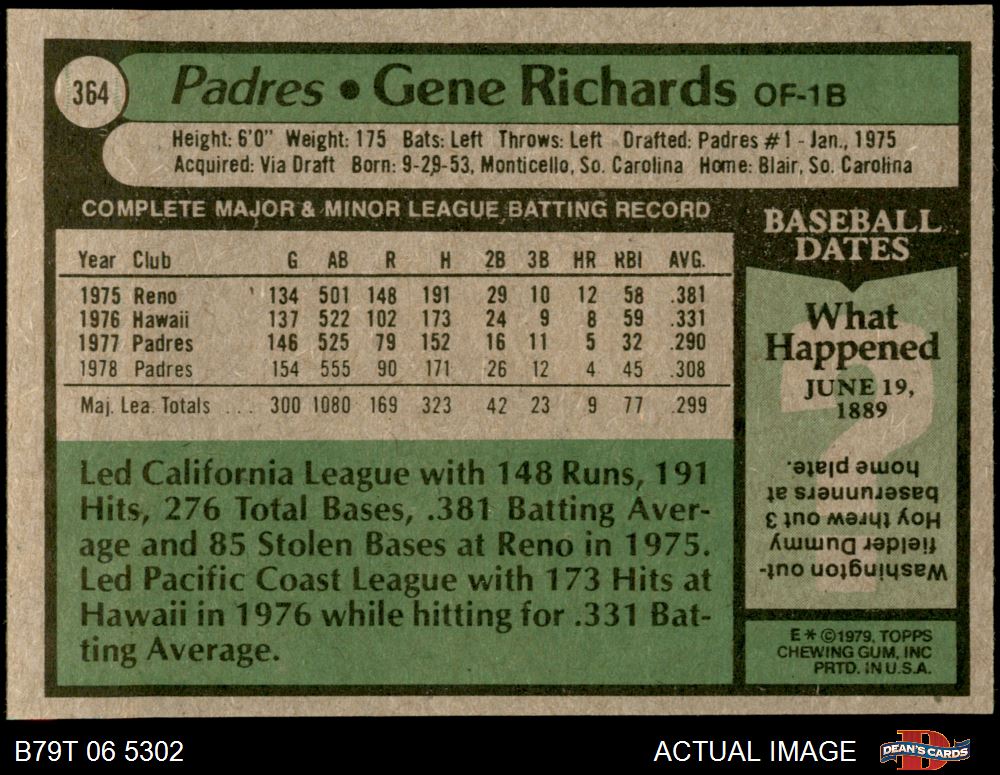 364
Padres • Gene Richards OF-1B
Height: 6'0" Weight: 175 Bats: Left Throws: Left Drafted: Padres #1 - Jan., 1975
Acquired: Via Draft Born: 9-29-53, Monticello, So. Carolina Home: Blair, So. Carolina
COMPLETE MAJOR & MINOR LEAGUE BATTING RECORD
Year Club G AB R H 2B 3B HR RBI AVG.
1975 Reno 134 501 148 191 29 10 12 58 .381
1976 Hawaii 137 522 102 173 24 9 8 59 .331
1977 Padres 146 525 79 152 16 11 5 32 .290
1978 Padres 154 555 90 171 26 12 4 45 .308
Maj. Lea. Totals ... 300 1080 169 323 42 23 9 77 .299
Led California League with 148 Runs, 191
Hits, 276 Total Bases, .381 Batting Aver-
age and 85 Stolen Bases at Reno in 1975.
Led Pacific Coast League with 173 Hits at
Hawaii in 1976 while hitting for .331 Bat-
ting Average.
BASEBALL
DATES
What
Happened
JUNE 19,
1889
Washington out-
fielder Dummy
Hoy threw out 3
baserunners at
home plate.
E * ©1979, TOPPS
CHEWING GUM, INC
PRTD. IN U.S.A.
B79T 06 5302
ACTUAL IMAGE
DEAN'S CARDS